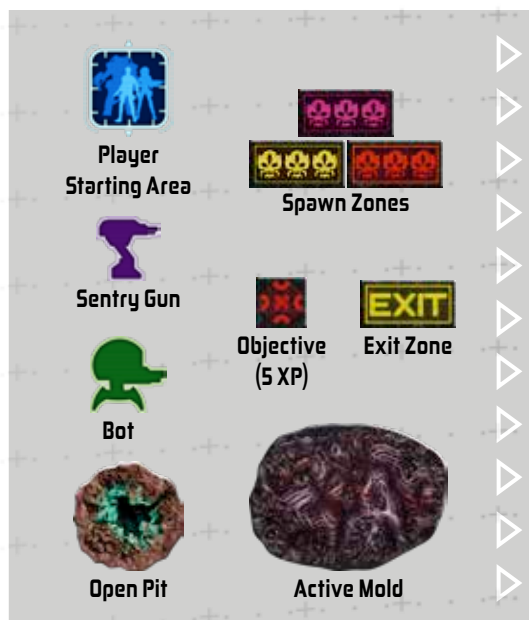 Player
Starting Area
Spawn Zones
Sentry Gun
Objective
(5 XP)
EXIT
Exit Zone
Bot
Open Pit
Active Mold